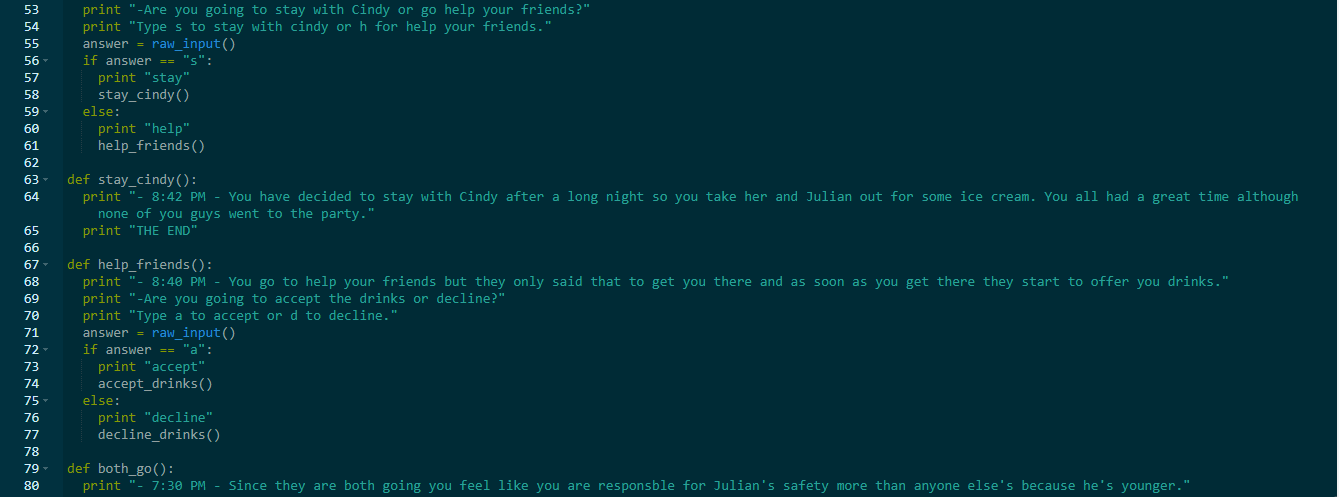 53 print "-Are you going to stay with Cindy or go help your friends?"
54 print "Type s to stay with cindy or h for help your friends."
55 answer = raw_input()
56 if answer == "s":
57 print "stay"
58 stay_cindy()
59 else:
60 print "help"
61 help_friends()
62
63 def stay_cindy():
64 print "- 8:42 PM - You have decided to stay with Cindy after a long night so you take her and Julian out for some ice cream. You all had a great time although
none of you guys went to the party."
65 print "THE END"
66
67 def help_friends():
68 print "- 8:40 PM - You go to help your friends but they only said that to get you there and as soon as you get there they start to offer you drinks."
69 print "-Are you going to accept the drinks or decline?"
70 print "Type a to accept or d to decline."
71 answer = raw_input()
72 if answer == "a":
73 print "accept"
74 accept_drinks()
75 else:
76 print "decline"
77 decline_drinks()
78
79 def both_go():
80 print "- 7:30 PM - Since they are both going you feel like you are responsble for Julian's safety more than anyone else's because he's younger."